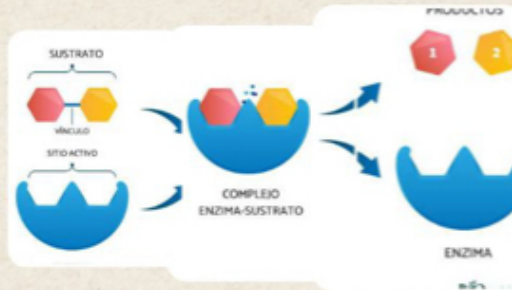 SUSTRATO
VÍNCULO
SITIO ACTIVO
COMPLEJO
ENZIMA-SUSTRATO
PRODUCTOS
1 2
ENZIMA